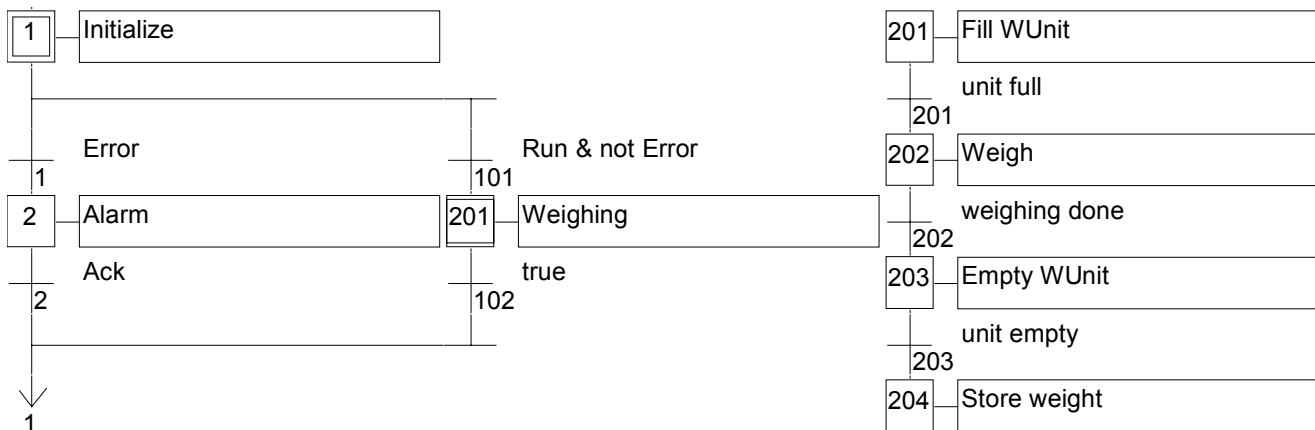 1 Initialize
Error
1
Run & not Error
101
2 Alarm
201 Weighing
Ack
2
true
102
1
201 Fill WUnit
unit full
201
202 Weigh
weighing done
202
203 Empty WUnit
unit empty
203
204 Store weight